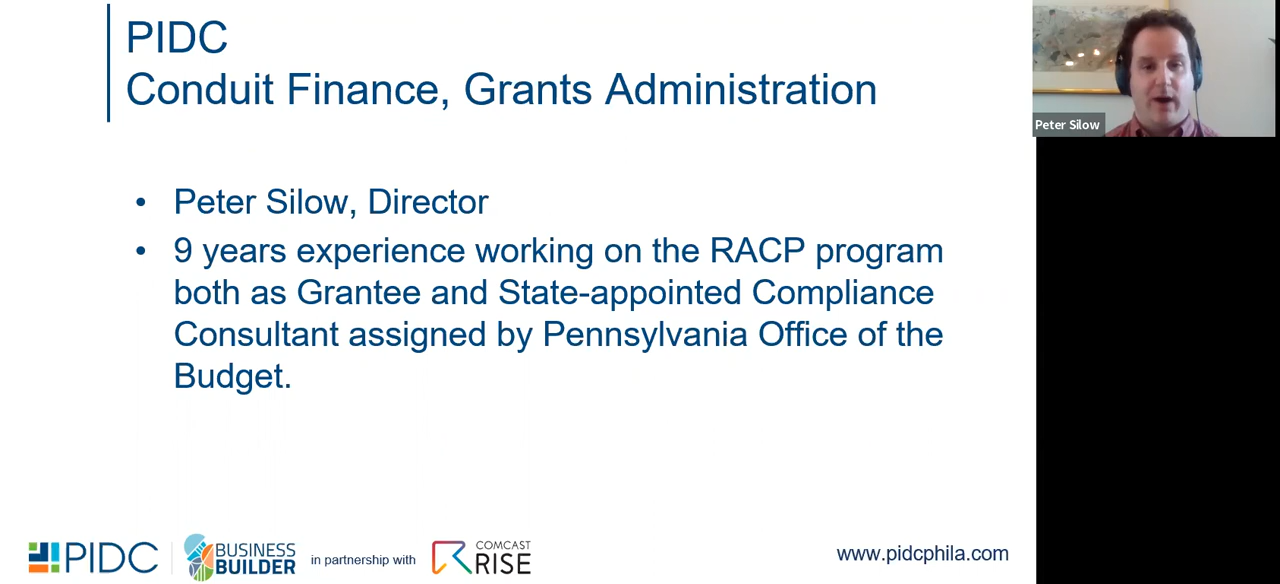 PIDC
Conduit Finance, Grants Administration
Peter Silow
• Peter Silow, Director
• 9 years experience working on the RACP program
both as Grantee and State-appointed Compliance
Consultant assigned by Pennsylvania Office of the
Budget.
PIDC
BUSINESS
BUILDER
in partnership with
COMCAST
RISE
www.pidcphila.com